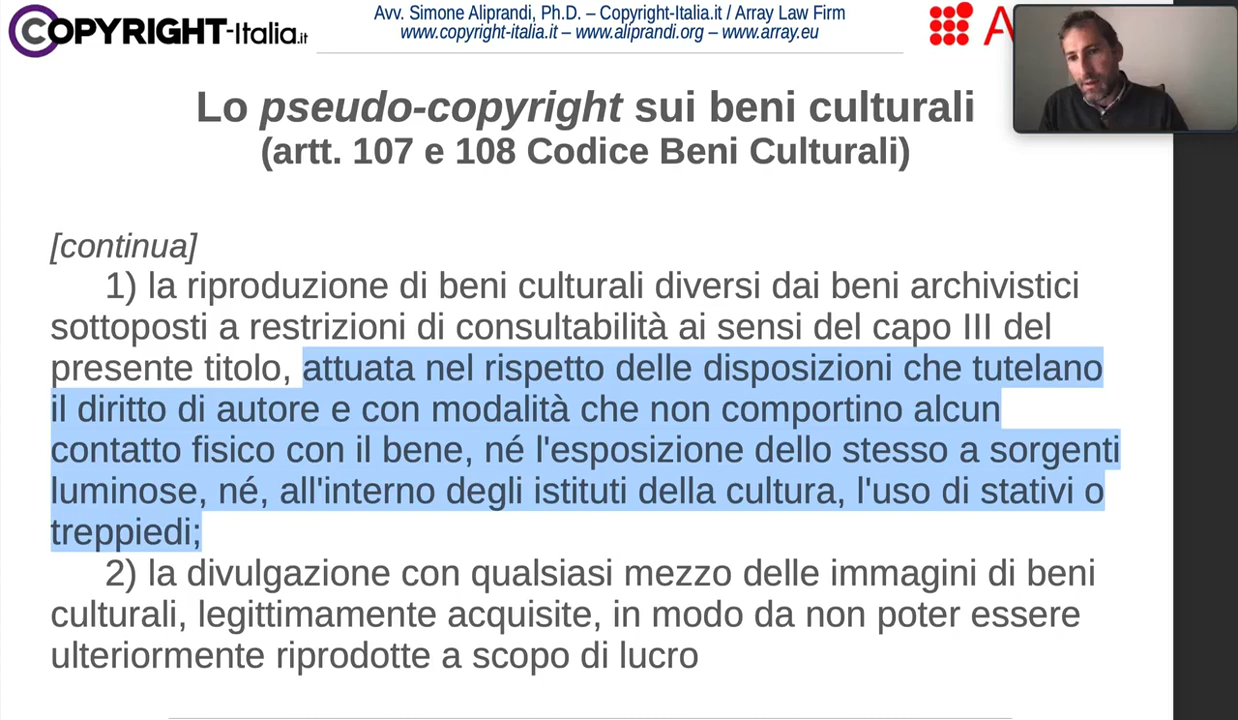 COPYRIGHT-Italia.it
Avv. Simone Aliprandi, Ph.D. – Copyright-Italia.it / Array Law Firm
www.copyright-italia.it – www.aliprandi.org – www.array.eu
A
Lo pseudo-copyright sui beni culturali
(artt. 107 e 108 Codice Beni Culturali)
[continua]
1) la riproduzione di beni culturali diversi dai beni archivistici
sottoposti a restrizioni di consultabilità ai sensi del capo III del
presente titolo, attuata nel rispetto delle disposizioni che tutelano
il diritto di autore e con modalità che non comportino alcun
contatto fisico con il bene, né l'esposizione dello stesso a sorgenti
luminose, né, all'interno degli istituti della cultura, l'uso di stativi o
treppiedi;
2) la divulgazione con qualsiasi mezzo delle immagini di beni
culturali, legittimamente acquisite, in modo da non poter essere
ulteriormente riprodotte a scopo di lucro